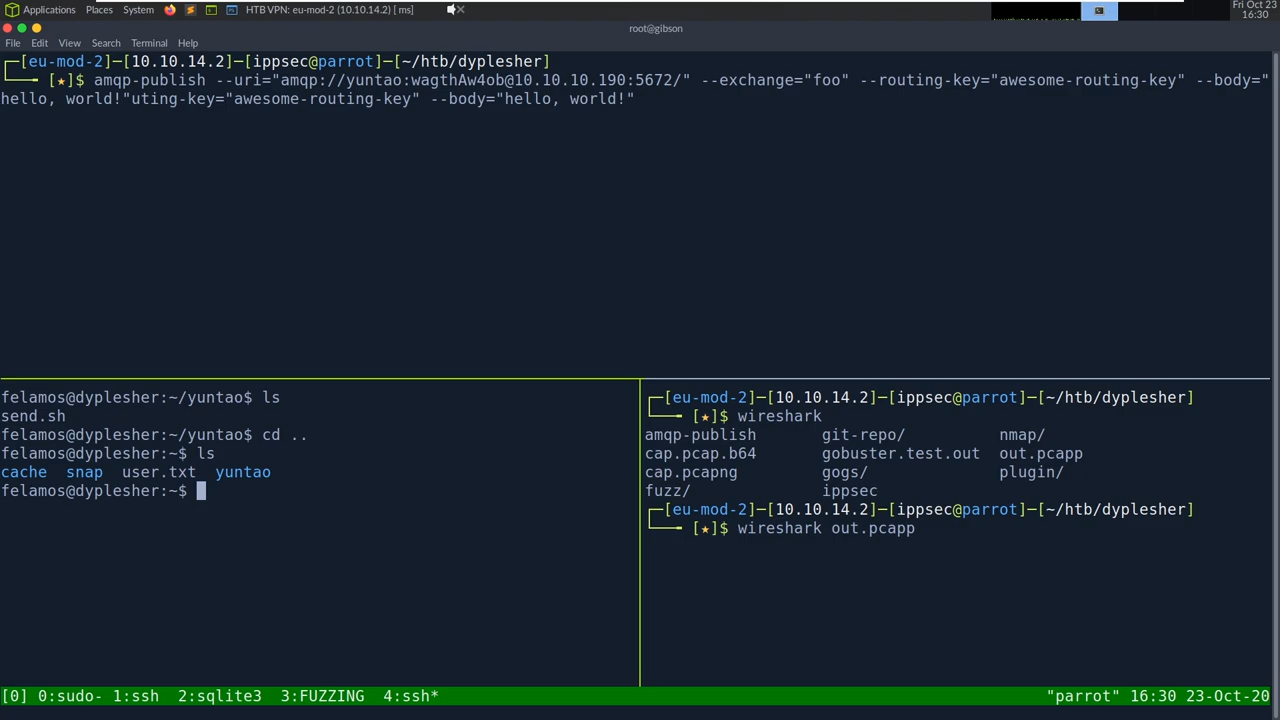 Applications Places System HTB VPN: eu-mod-2 (10.10.14.2) [ ms] Fri Oct 23
16:30
root@gibson
File Edit View Search Terminal Help
┌─[eu-mod-2]─[10.10.14.2]─[ippsec@parrot]─[~/htb/dyplesher]
└──╼ [★]$ amqp-publish --uri="amqp://yuntao:wagthAw4ob@10.10.10.190:5672/" --exchange="foo" --routing-key="awesome-routing-key" --body="
hello, world!"uting-key="awesome-routing-key" --body="hello, world!"
felamos@dyplesher:~/yuntao$ ls
send.sh
felamos@dyplesher:~/yuntao$ cd ..
felamos@dyplesher:~$ ls
cache snap user.txt yuntao
felamos@dyplesher:~$
┌─[eu-mod-2]─[10.10.14.2]─[ippsec@parrot]─[~/htb/dyplesher]
└──╼ [★]$ wireshark
amqp-publish git-repo/ nmap/
cap.pcap.b64 gobuster.test.out out.pcapp
cap.pcapng gogs/ plugin/
fuzz/ ippsec
┌─[eu-mod-2]─[10.10.14.2]─[ippsec@parrot]─[~/htb/dyplesher]
└──╼ [★]$ wireshark out.pcapp
[0] 0:sudo- 1:ssh 2:sqlite3 3:FUZZING 4:ssh* "parrot" 16:30 23-Oct-20